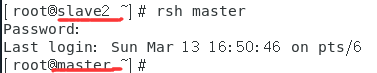 [root@slave2 ~]# rsh master
Password:
Last login: Sun Mar 13 16:50:46 on pts/6
[root@master ~]#